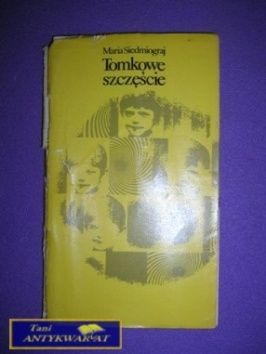 Maria Siedmiograj
Tomkowe
szczęście
Tani
ANTYKWARIAT